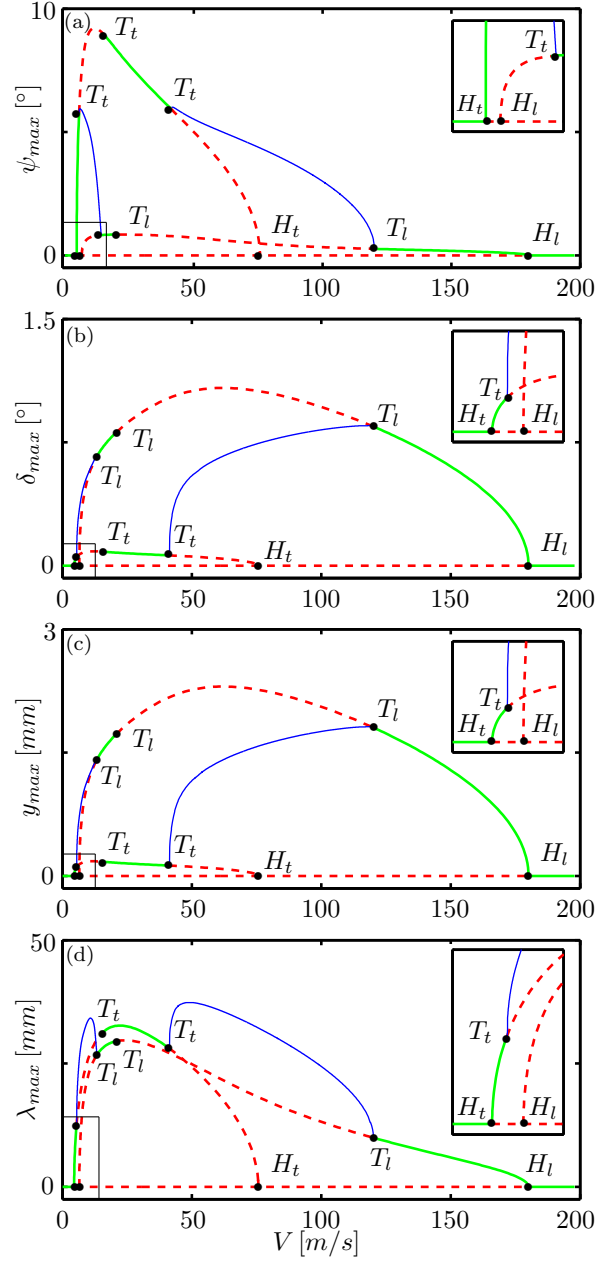 (a)
10
ψ_max [°]
0
T_t
T_t
T_t
T_l
H_t
T_l
H_l
H_t
H_l
T_t
0
50
100
150
200
(b)
1.5
δ_max [°]
0
T_l
T_l
T_t
T_t
T_l
H_t
H_l
T_t
H_t
H_l
0
50
100
150
200
(c)
3
y_max [mm]
0
T_l
T_l
T_t
T_t
T_l
H_t
H_l
T_t
H_t
H_l
0
50
100
150
200
(d)
50
λ_max [mm]
0
T_t
T_t
T_l
T_l
H_t
T_l
H_l
T_t
H_t
H_l
0
50
100
150
200
V [m/s]